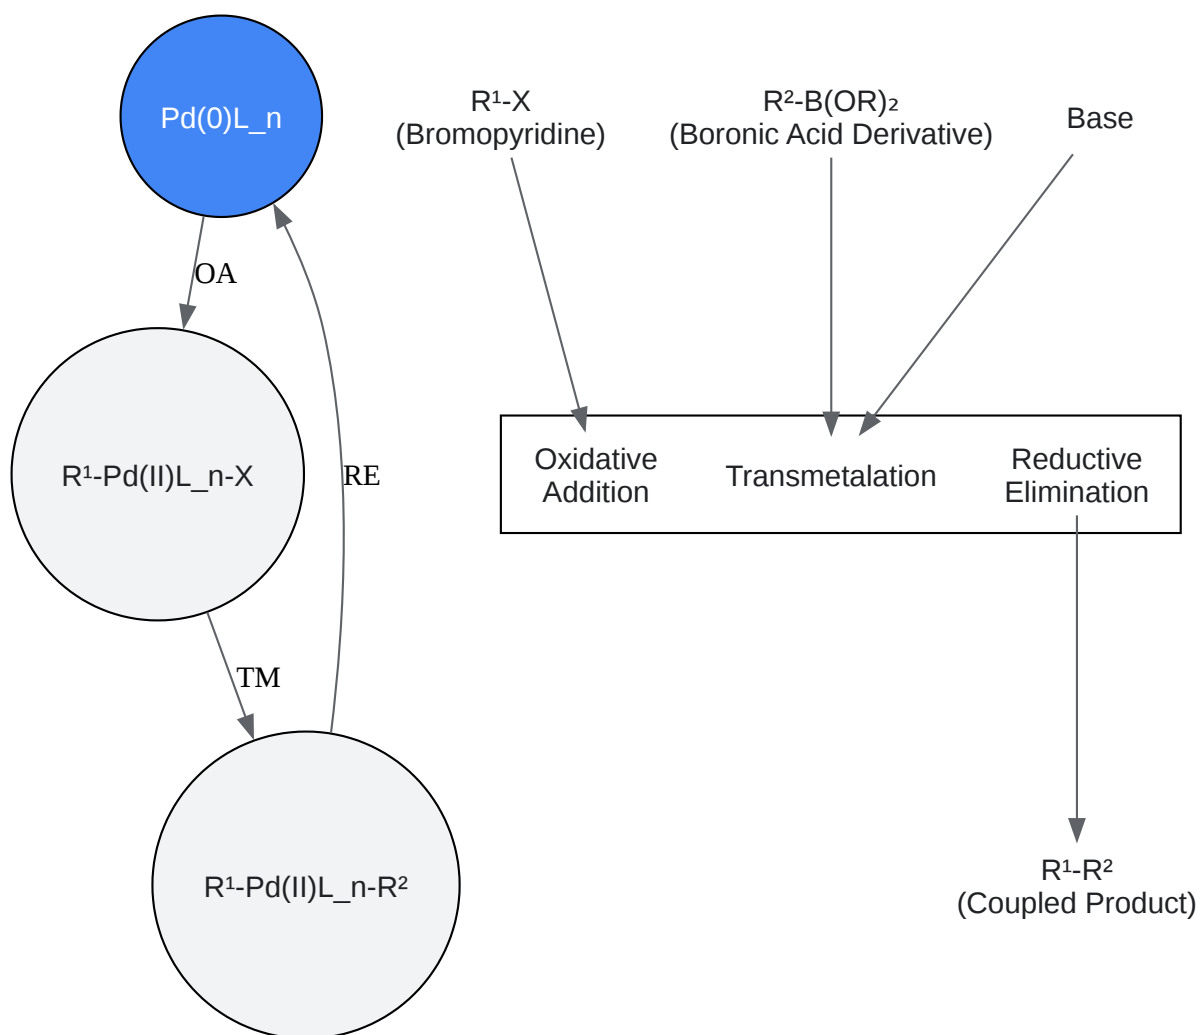 Pd(0)L_n
OA
R¹-Pd(II)L_n-X
RE
TM
R¹-Pd(II)L_n-R²
R¹-X
(Bromopyridine)
R²-B(OR)₂
(Boronic Acid Derivative)
Base
Oxidative
Addition
Transmetalation
Reductive
Elimination
R¹-R²
(Coupled Product)